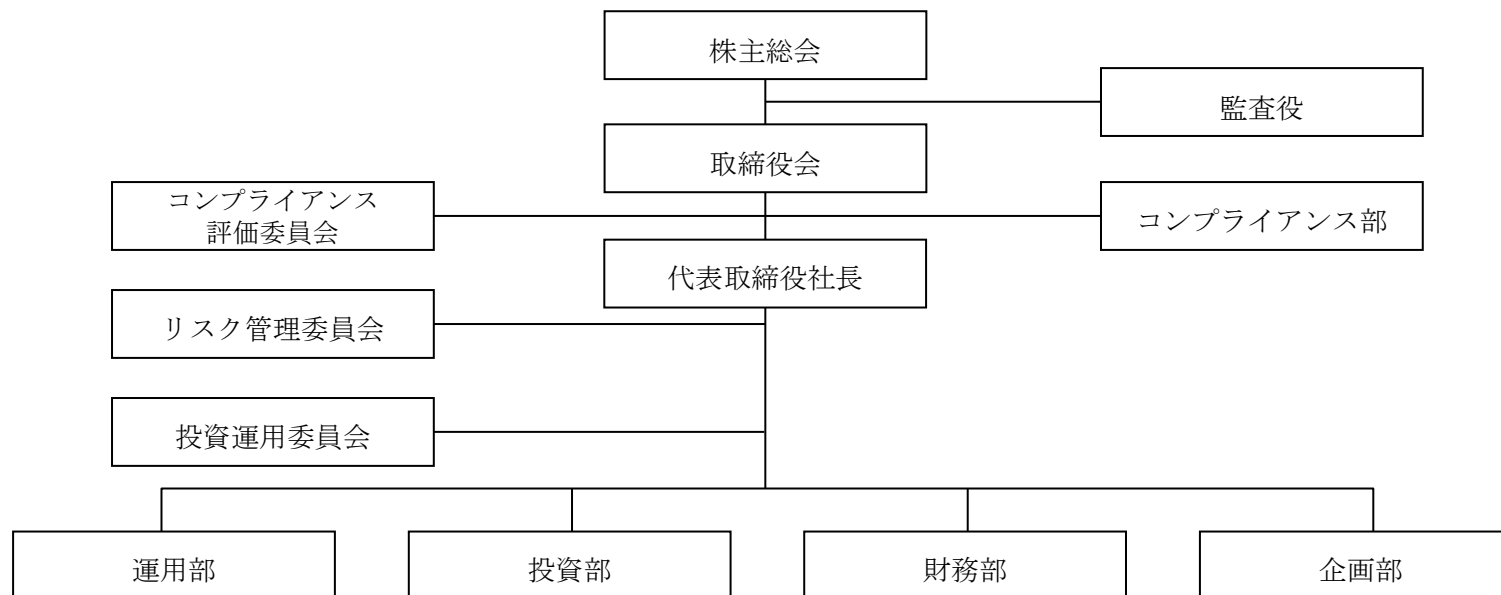 株主総会
監査役
取締役会
コンプライアンス
評価委員会
コンプライアンス部
代表取締役社長
リスク管理委員会
投資運用委員会
運用部
投資部
財務部
企画部